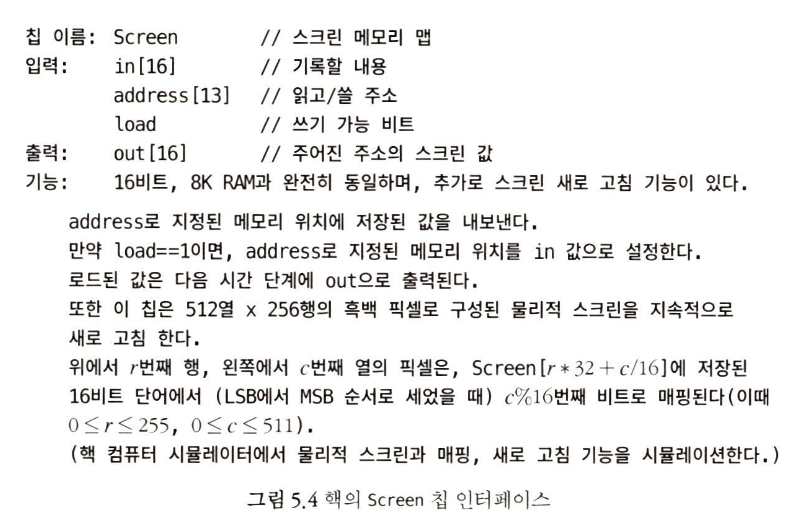 칩 이름: Screen // 스크린 메모리 맵
입력: in[16] // 기록할 내용
address[13] // 읽고/쓸 주소
load // 쓰기 가능 비트
출력: out[16] // 주어진 주소의 스크린 값
기능: 16비트, 8K RAM과 완전히 동일하며, 추가로 스크린 새로 고침 기능이 있다.
address로 지정된 메모리 위치에 저장된 값을 내보낸다.
만약 load==1이면, address로 지정된 메모리 위치를 in 값으로 설정한다.
로드된 값은 다음 시간 단계에 out으로 출력된다.
또한 이 칩은 512열 x 256행의 흑백 픽셀로 구성된 물리적 스크린을 지속적으로
새로 고침 한다.
위에서 r번째 행, 왼쪽에서 c번째 열의 픽셀은, Screen[r*32+c/16]에 저장된
16비트 단어에서 (LSB에서 MSB 순서로 세었을 때) c%16번째 비트로 매핑된다(이때
0≤r≤255, 0≤c≤511).
(핵 컴퓨터 시뮬레이터에서 물리적 스크린과 매핑, 새로 고침 기능을 시뮬레이션한다.)
그림 5.4 핵의 Screen 칩 인터페이스